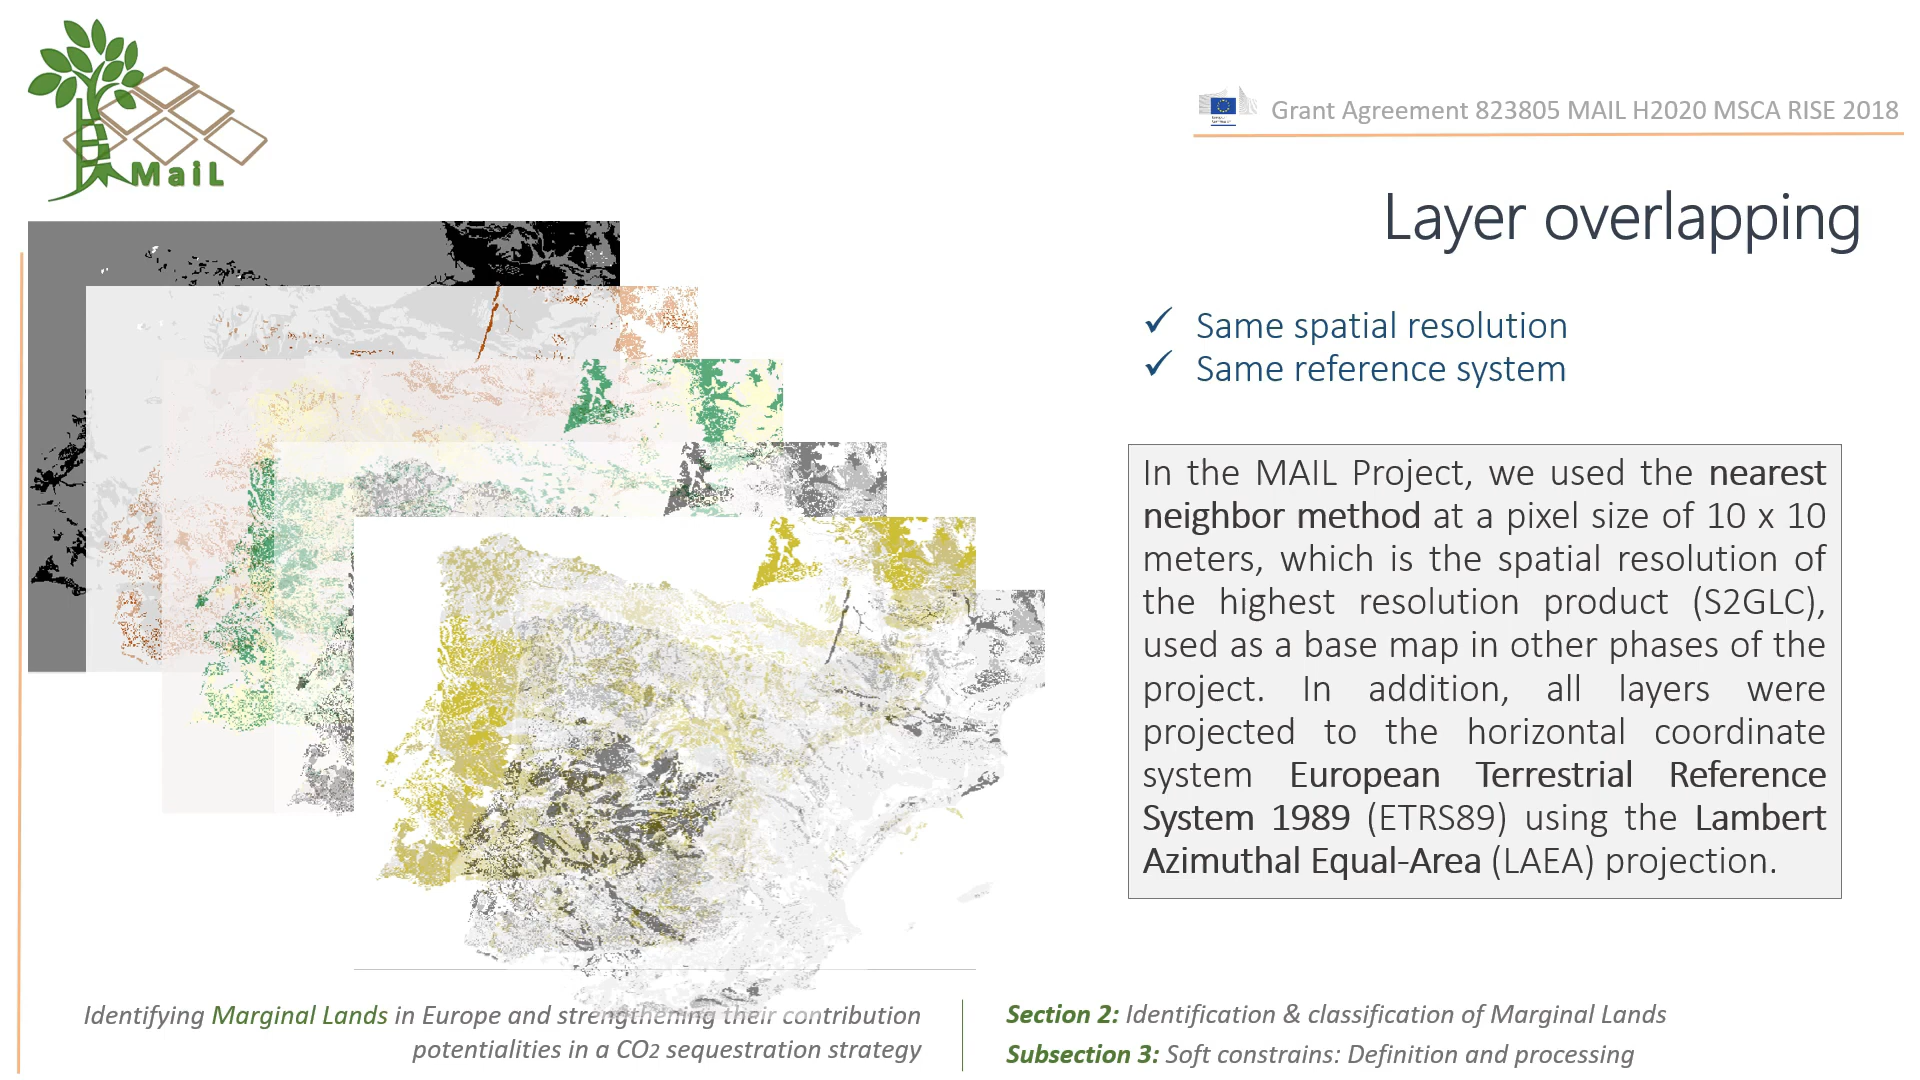 MaiL
Grant Agreement 823805 MAIL H2020 MSCA RISE 2018
Layer overlapping
✓ Same spatial resolution
✓ Same reference system
In the MAIL Project, we used the nearest
neighbor method at a pixel size of 10 x 10
meters, which is the spatial resolution of
the highest resolution product (S2GLC),
used as a base map in other phases of the
project. In addition, all layers were
projected to the horizontal coordinate
system European Terrestrial Reference
System 1989 (ETRS89) using the Lambert
Azimuthal Equal-Area (LAEA) projection.
Identifying Marginal Lands in Europe and strengthening their contribution
potentialities in a CO2 sequestration strategy
Section 2: Identification & classification of Marginal Lands
Subsection 3: Soft constrains: Definition and processing